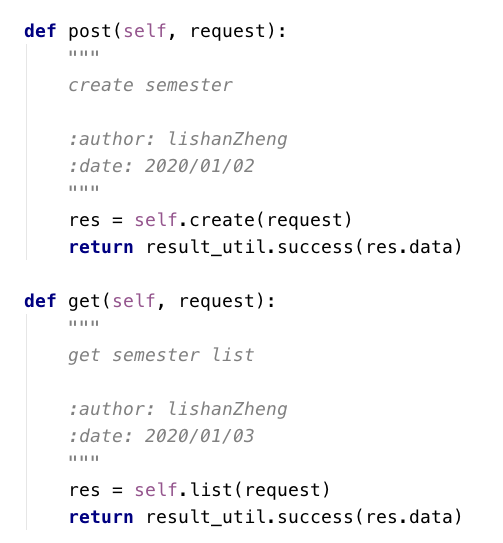 def post(self, request):
"""
create semester
:author: lishanZheng
:date: 2020/01/02
"""
res = self.create(request)
return result_util.success(res.data)
def get(self, request):
"""
get semester list
:author: lishanZheng
:date: 2020/01/03
"""
res = self.list(request)
return result_util.success(res.data)